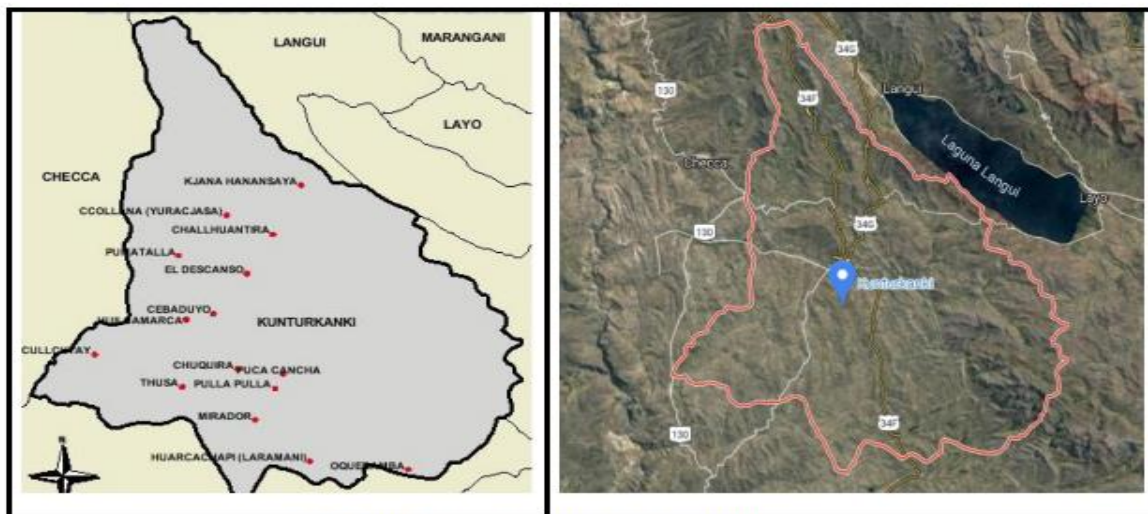 MARANGANI
LANGUI
LAYO
CHECCA
KJANA HANANSAYA
CCOLLANA (YURACJASA)
CHALLHUANTIRA
PUMATALLA
EL DESCANSO
CEBADUYO
KUNTURKANKI
CHUQUIRA
PUCA CANCHA
THUSA
PULLA PULLA
MIRADOR
HUARCACHAPI (LARAMANI)
N
34G
130
34F
Langui
Checca
Laguna Langui
Layo
130
34G
Kunturkanki
130
34F